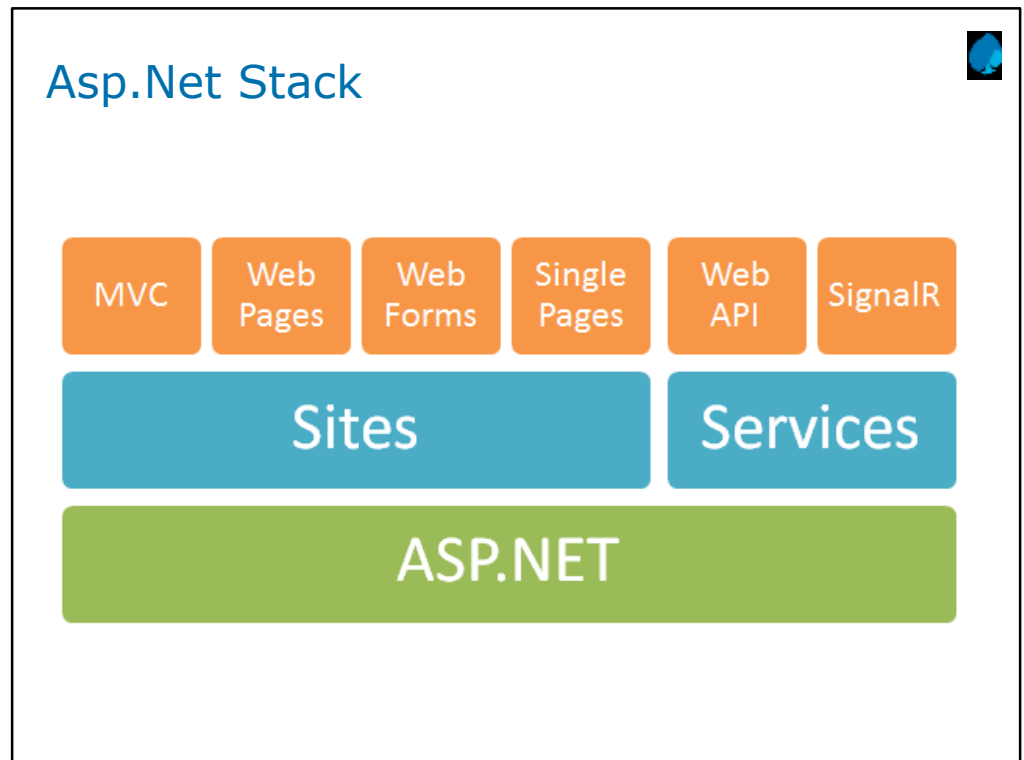 Asp.Net Stack
MVC
Web
Pages
Web
Forms
Single
Pages
Web
API
SignalR
Sites
Services
ASP.NET